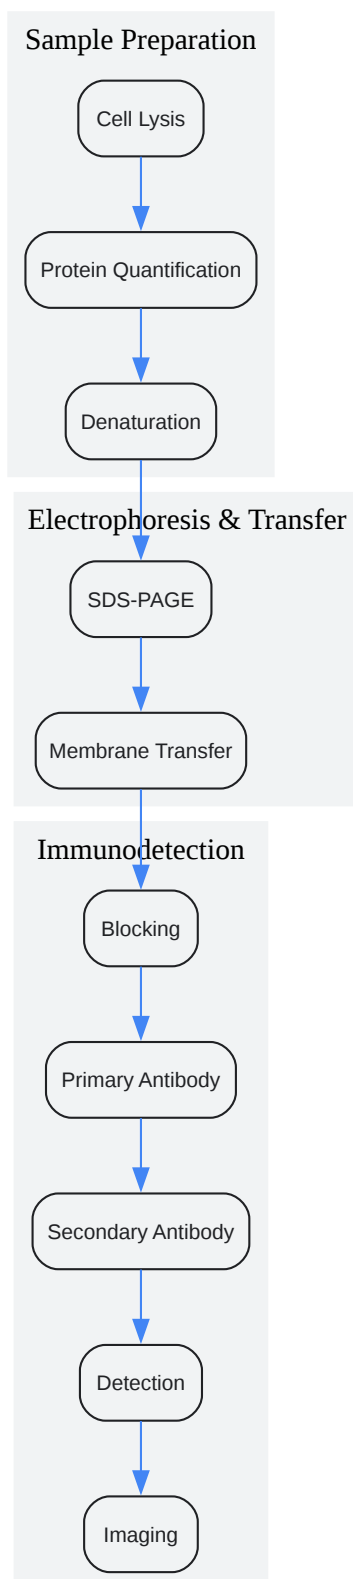 Sample Preparation
Cell Lysis
Protein Quantification
Denaturation
Electrophoresis & Transfer
SDS-PAGE
Membrane Transfer
Immunodetection
Blocking
Primary Antibody
Secondary Antibody
Detection
Imaging